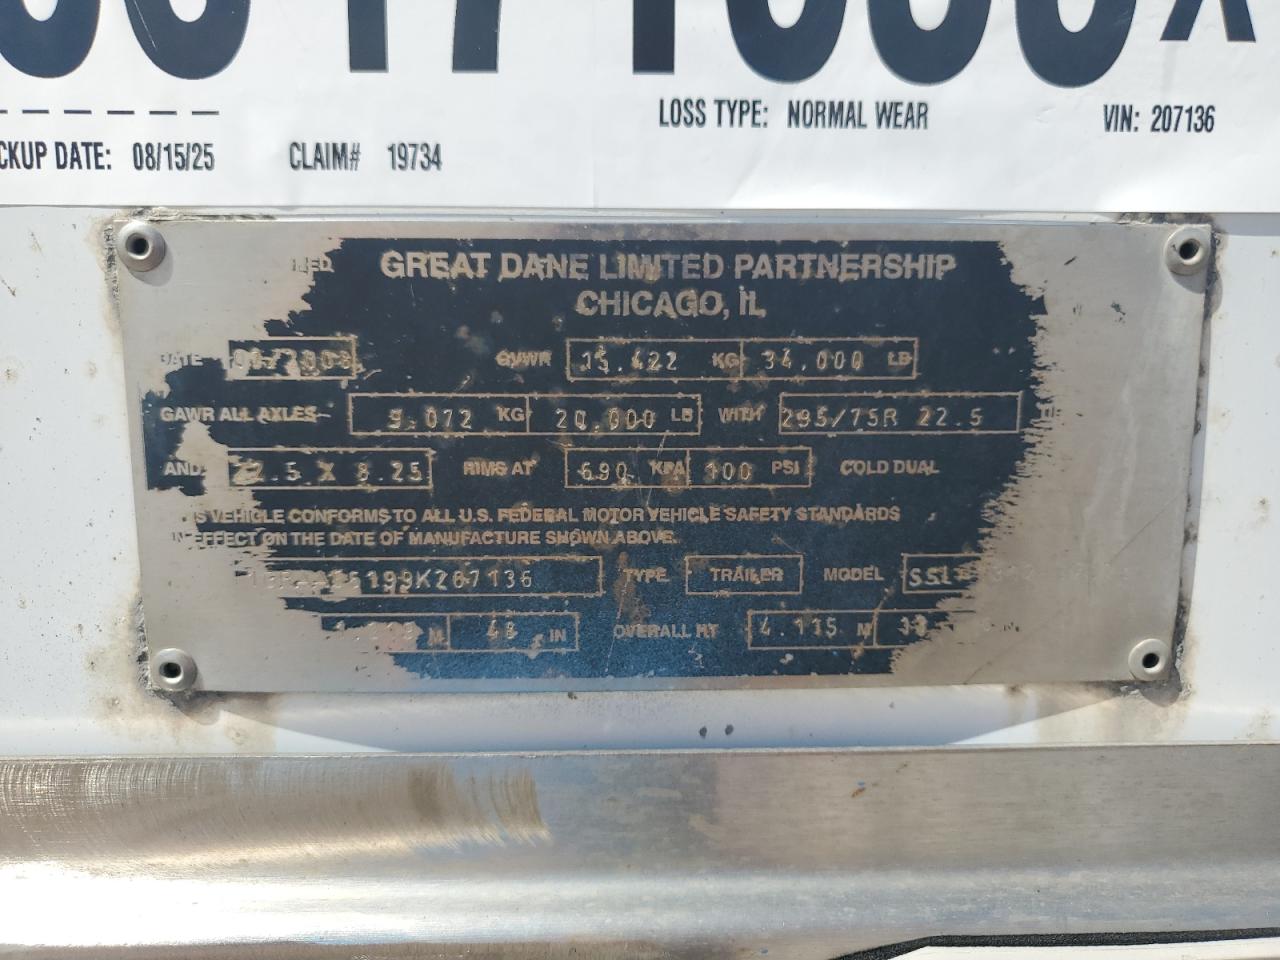 LOSS TYPE: NORMAL WEAR VIN: 207136
CKUP DATE: 08/15/25 CLAIM# 19734
GREAT DANE LIMITED PARTNERSHIP
CHICAGO, IL
DATE GVWR 15.422 KG 34.000 LB
GAWR ALL AXLES 9.072 KG 20.000 LB WITH 295/75R 22.5
AND 22.5 X 8.25 RIMS AT 690 KPA 100 PSI COLD DUAL
VEHICLE CONFORMS TO ALL U.S. FEDERAL MOTOR VEHICLE SAFETY STANDARDS
IN EFFECT ON THE DATE OF MANUFACTURE SHOWN ABOVE.
TYPE TRAILER MODEL
M 48 IN OVERALL HT 4.115 M